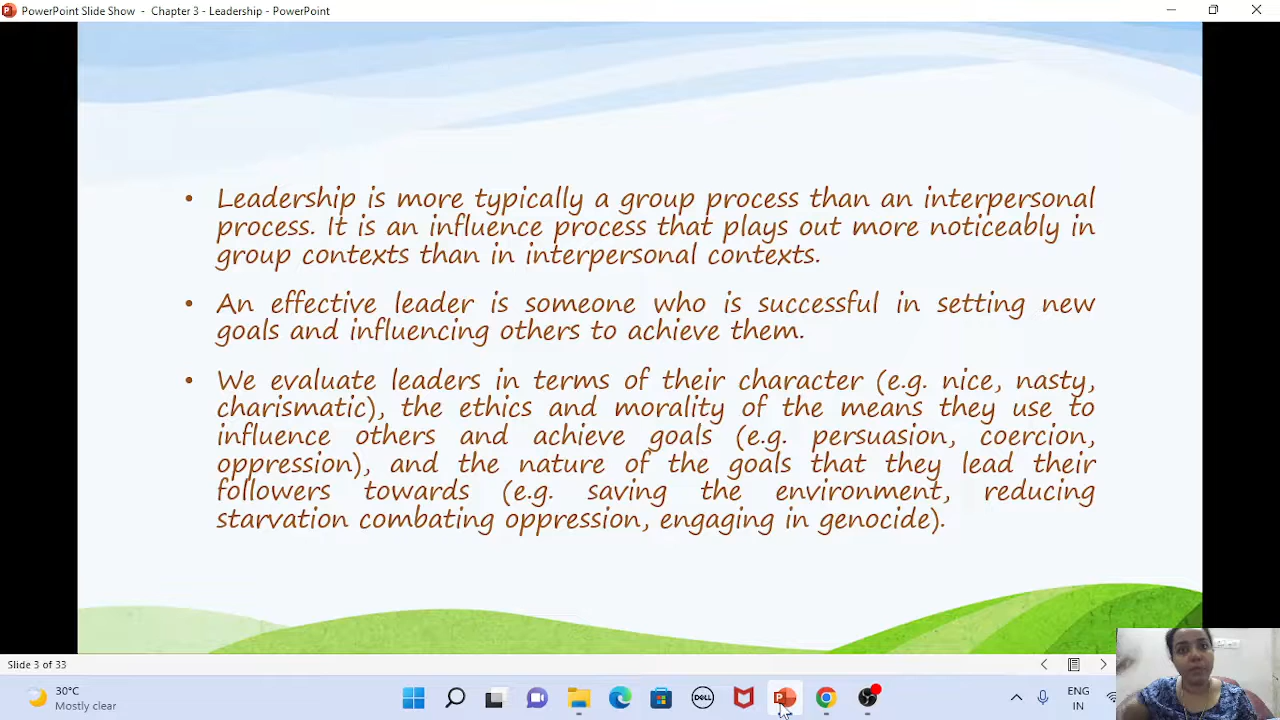 PowerPoint Slide Show - Chapter 3 - Leadership - PowerPoint
• Leadership is more typically a group process than an interpersonal
process. It is an influence process that plays out more noticeably in
group contexts than in interpersonal contexts.
• An effective leader is someone who is successful in setting new
goals and influencing others to achieve them.
• We evaluate leaders in terms of their character (e.g. nice, nasty,
charismatic), the ethics and morality of the means they use to
influence others and achieve goals (e.g. persuasion, coercion,
oppression), and the nature of the goals that they lead their
followers towards (e.g. saving the environment, reducing
starvation combating oppression, engaging in genocide).
Slide 3 of 33
30°C
Mostly clear
DELL
ENG
IN